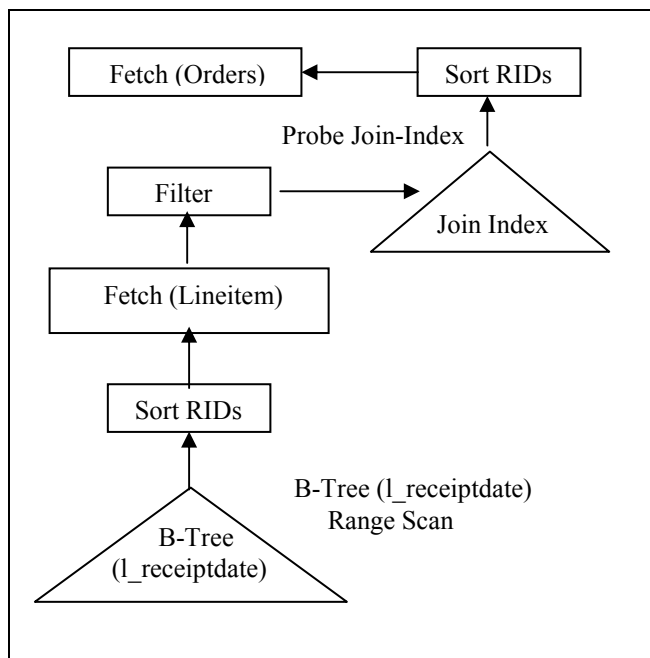 Fetch (Orders)
Sort RIDs
Probe Join-Index
Filter
Join Index
Fetch (Lineitem)
Sort RIDs
B-Tree (l_receiptdate)
Range Scan
B-Tree
(l_receiptdate)